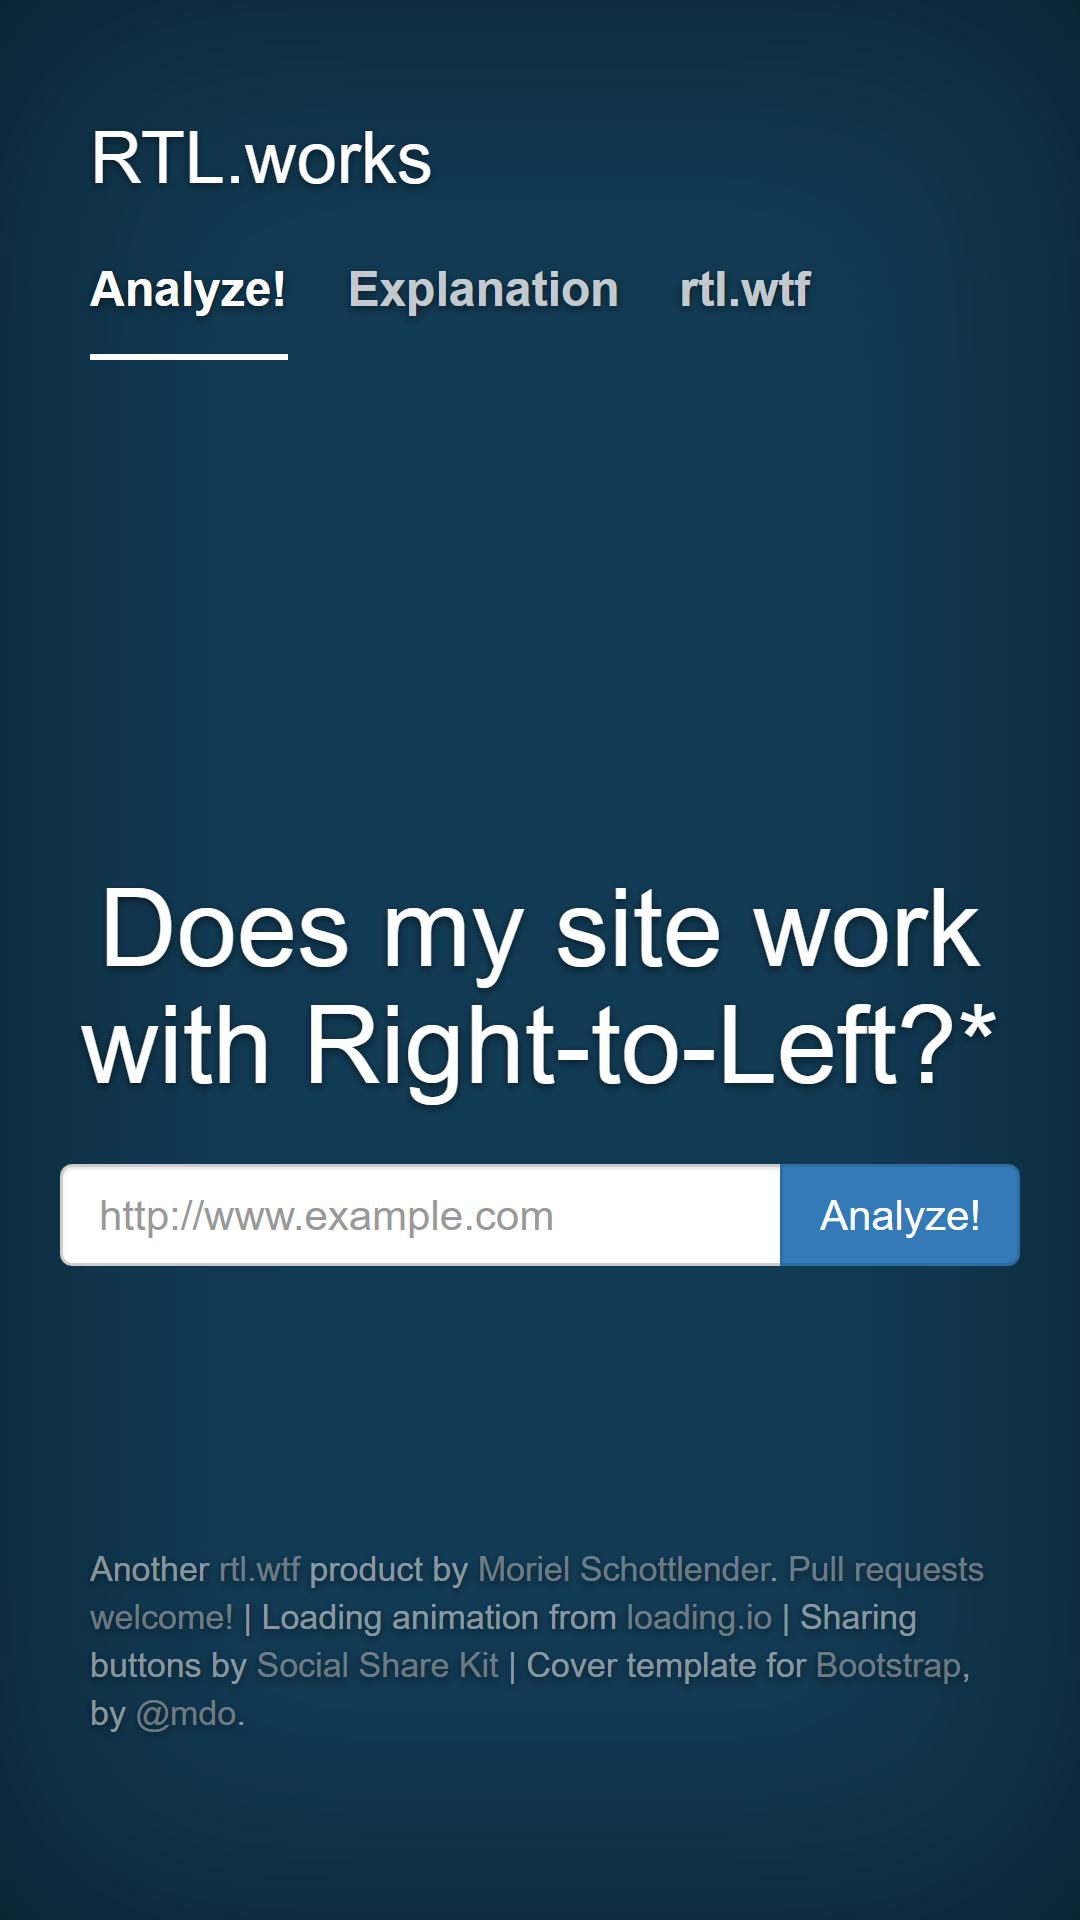 RTL.works
Analyze! Explanation rtl.wtf
Does my site work
with Right-to-Left?*
http://www.example.com Analyze!
Another rtl.wtf product by Moriel Schottlender. Pull requests
welcome! | Loading animation from loading.io | Sharing
buttons by Social Share Kit | Cover template for Bootstrap,
by @mdo.